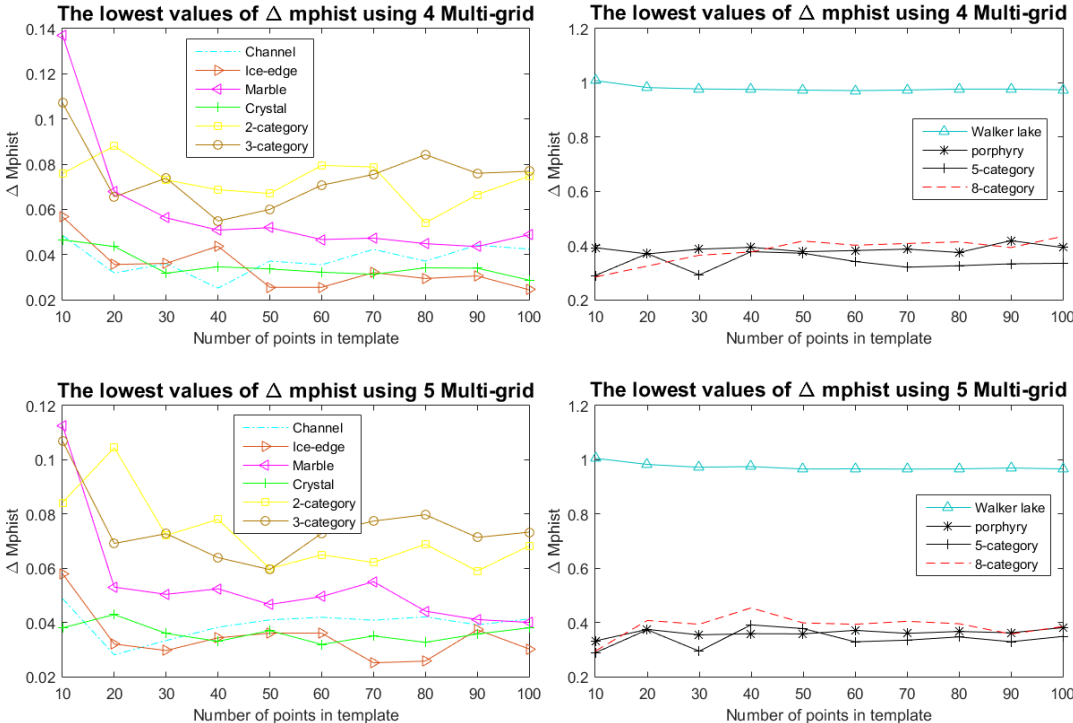 The lowest values of △ mphist using 4 Multi-grid
0.14
0.12
0.1
0.08
0.06
0.04
0.02
△ Mphist
Channel
Ice-edge
Marble
Crystal
2-category
3-category
10 20 30 40 50 60 70 80 90 100
Number of points in template
The lowest values of △ mphist using 4 Multi-grid
1.2
1
0.8
0.6
0.4
0.2
△ Mphist
Walker lake
porphyry
5-category
8-category
10 20 30 40 50 60 70 80 90 100
Number of points in template
The lowest values of △ mphist using 5 Multi-grid
0.12
0.1
0.08
0.06
0.04
0.02
△ Mphist
Channel
Ice-edge
Marble
Crystal
2-category
3-category
10 20 30 40 50 60 70 80 90 100
Number of points in template
The lowest values of △ mphist using 5 Multi-grid
1.2
1
0.8
0.6
0.4
0.2
△ Mphist
Walker lake
porphyry
5-category
8-category
10 20 30 40 50 60 70 80 90 100
Number of points in template